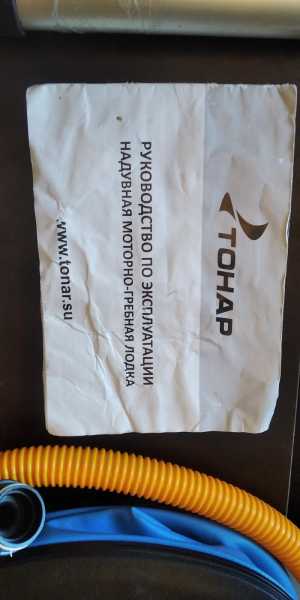 ТОНАР
РУКОВОДСТВО ПО ЭКСПЛУАТАЦИИ
НАДУВНАЯ МОТОРНО-ГРЕБНАЯ ЛОДКА
www.tonar.su